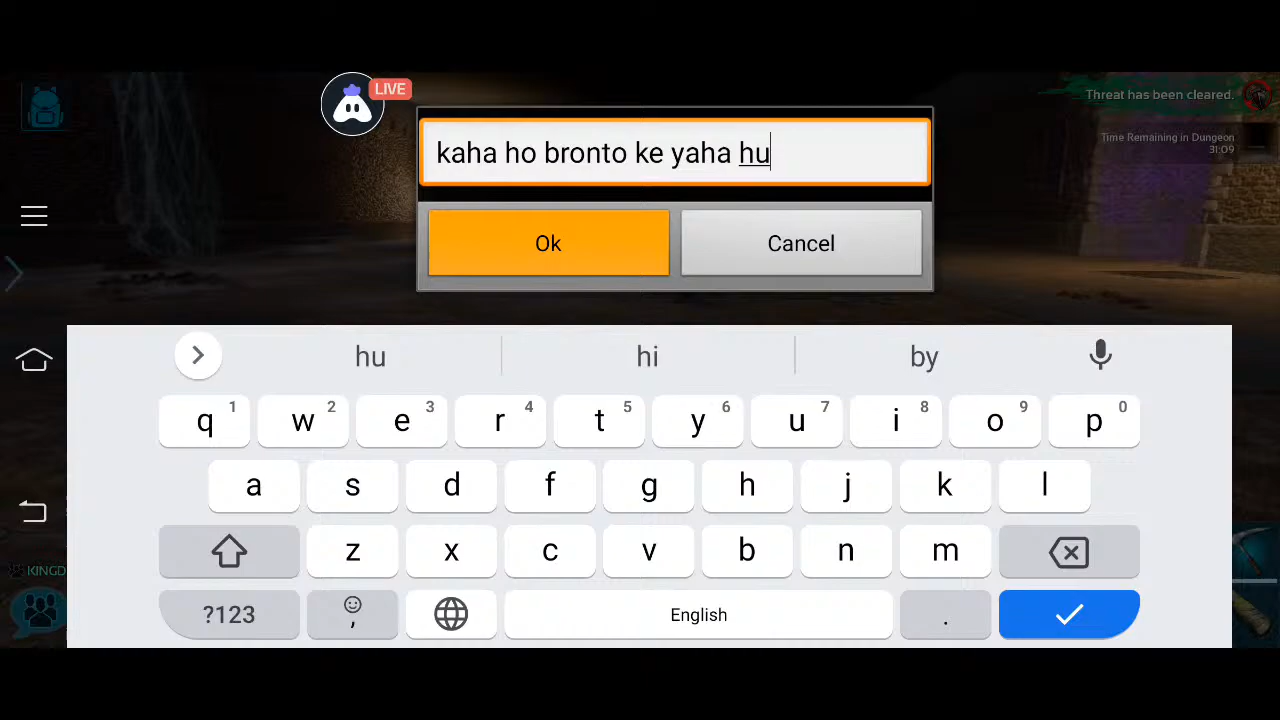 LIVE
Threat has been cleared.
kaha ho bronto ke yaha hu
Time Remaining in Dungeon
31:09
Ok
Cancel
hu
hi
by
q 1 w 2 e 3 r 4 t 5 y 6 u 7 i 8 o 9 p 0
a s d f g h j k l
z x c v b n m
KINGD
?123 , English .